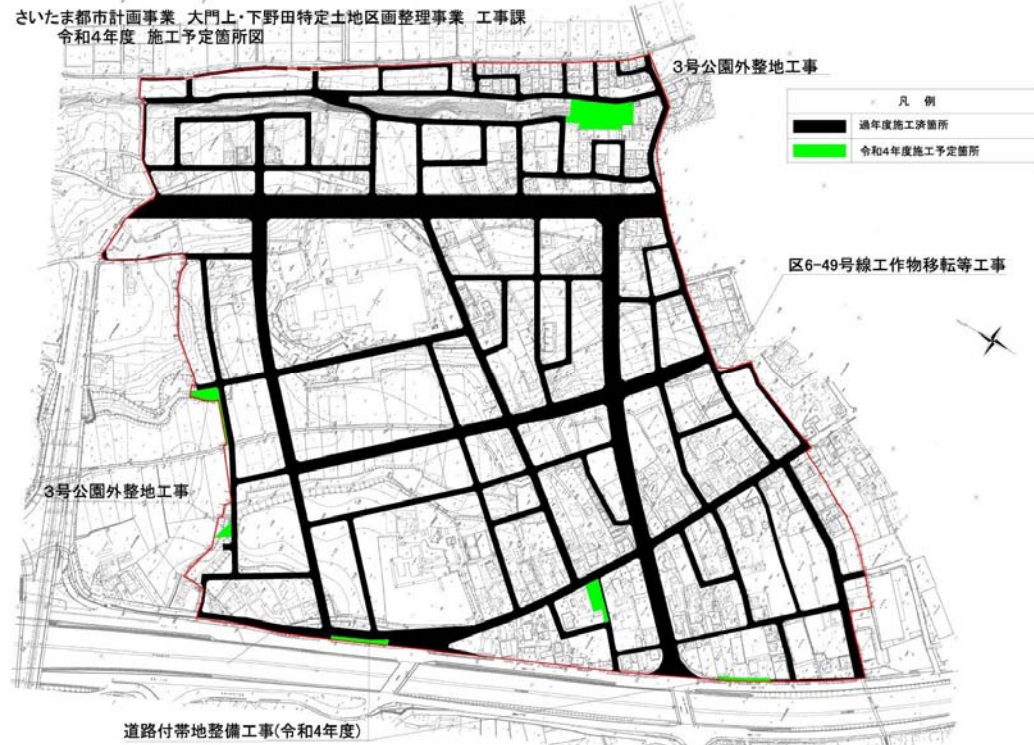 さいたま都市計画事業 大門上・下野田特定土地区画整理事業 工事課
令和4年度 施工予定箇所図
3号公園外整地工事
凡 例
過年度施工済箇所
令和4年度施工予定箇所
区6-49号線工作物移転等工事
3号公園外整地工事
道路付帯地整備工事(令和4年度)